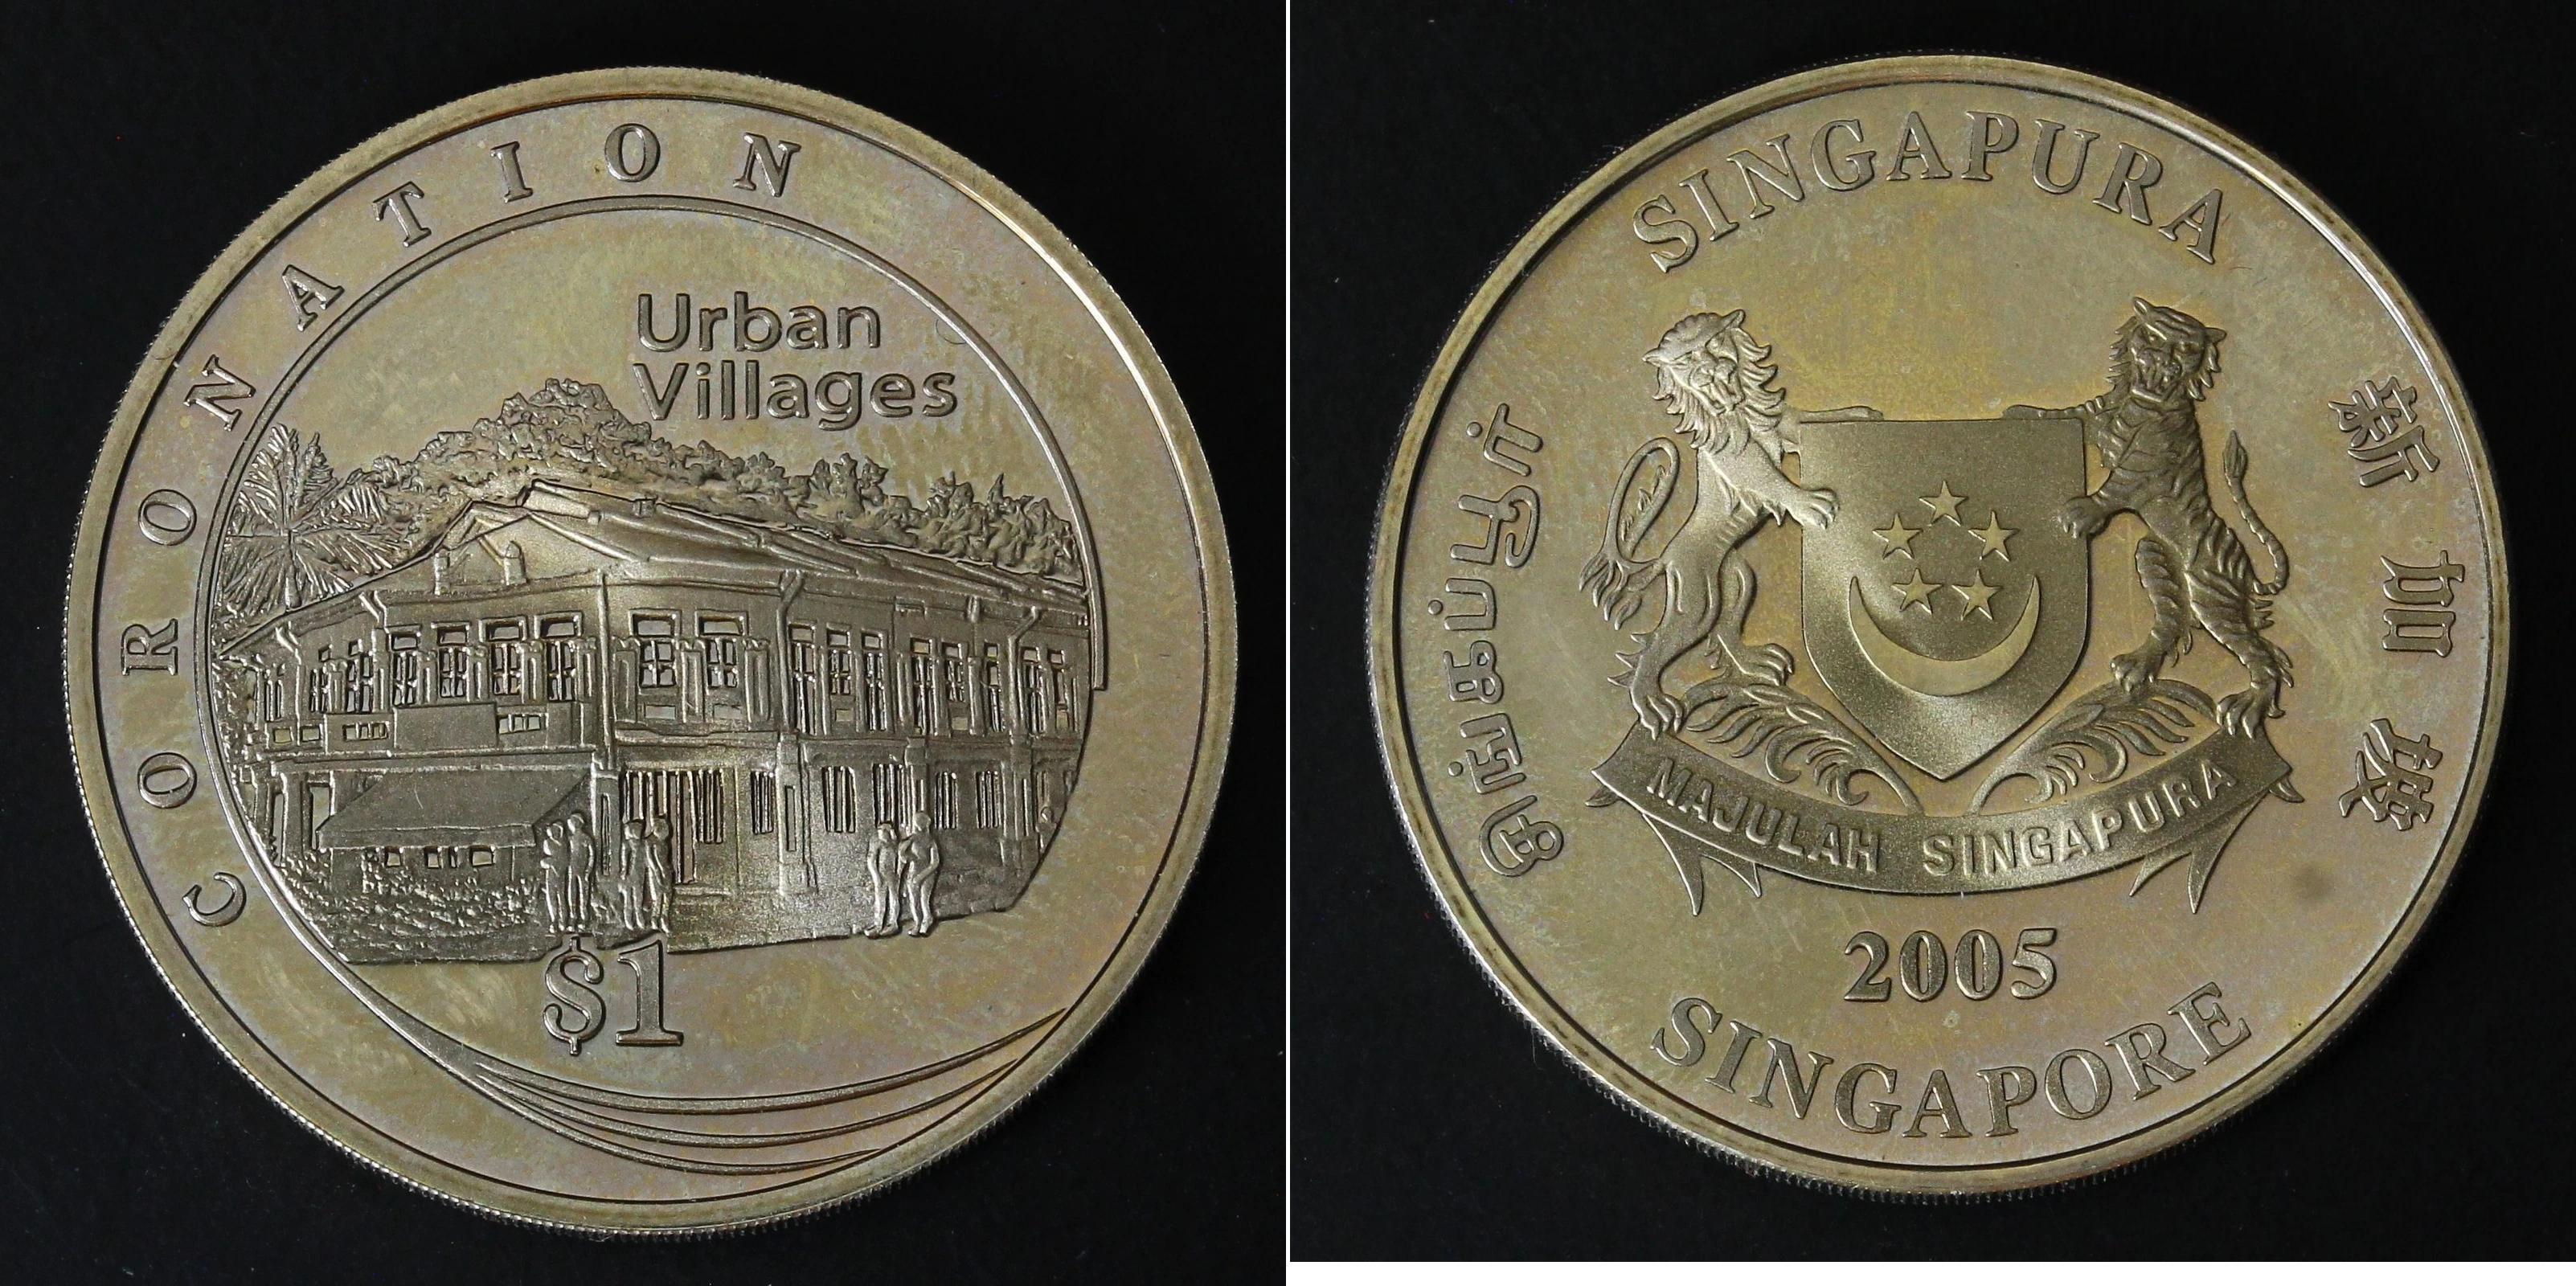 CORONATION
Urban
Villages
$1
SINGAPURA
சிங்கப்பூர்
新加坡
MAJULAH SINGAPURA
2005
SINGAPORE